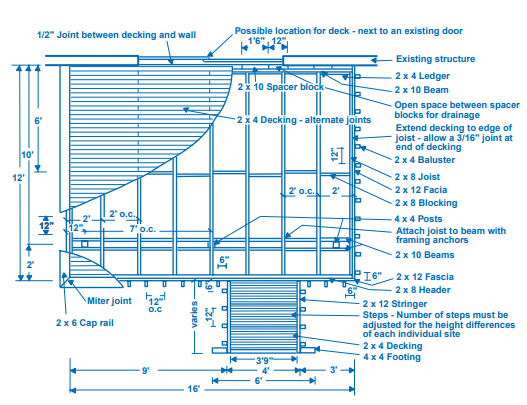 1/2" Joint between decking and wall
Possible location for deck - next to an existing door
1'6"
12"
Existing structure
2 x 4 Ledger
2 x 10 Beam
2 x 10 Spacer block
Open space between spacer
blocks for drainage
2 x 4 Decking - alternate joints
Extend decking to edge of
joist - allow a 3/16" joint at
end of decking
6'
10'
12'
12"
2 x 4 Baluster
2 x 8 Joist
2 x 12 Facia
2' o.c.
2'
2 x 8 Blocking
2'
2' o.c.
4 x 4 Posts
12"
12"
7' o.c.
Attach joist to beam with
framing anchors
2 x 10 Beams
2'
6"
6"
2 x 12 Fascia
2 x 8 Header
6"
6"
Miter joint
12"
o.c
varies
12"
2 x 12 Stringer
Steps - Number of steps must be
adjusted for the height differences
of each individual site
2 x 6 Cap rail
2 x 4 Decking
4 x 4 Footing
3'9"
9'
4'
3'
6'
16'